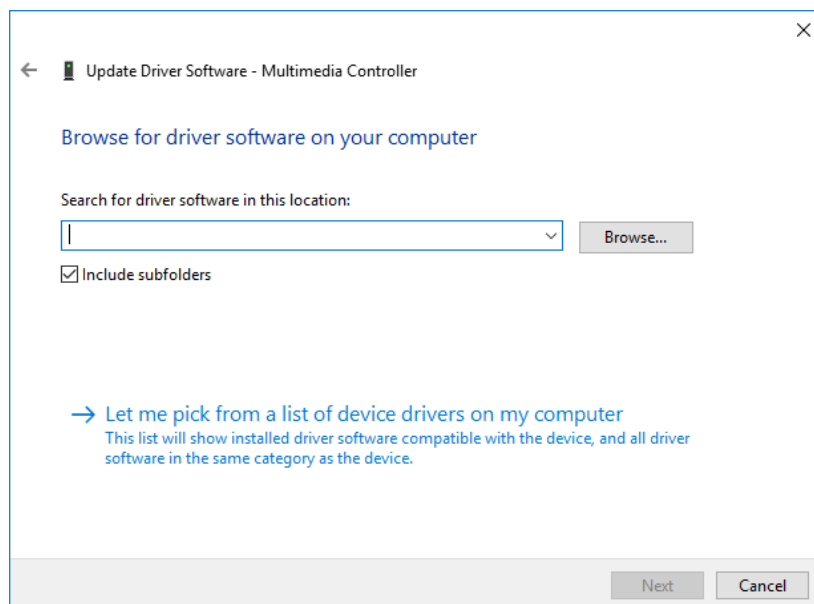 Update Driver Software - Multimedia Controller
Browse for driver software on your computer
Search for driver software in this location:
Browse...
Include subfolders
Let me pick from a list of device drivers on my computer
This list will show installed driver software compatible with the device, and all driver
software in the same category as the device.
Next
Cancel